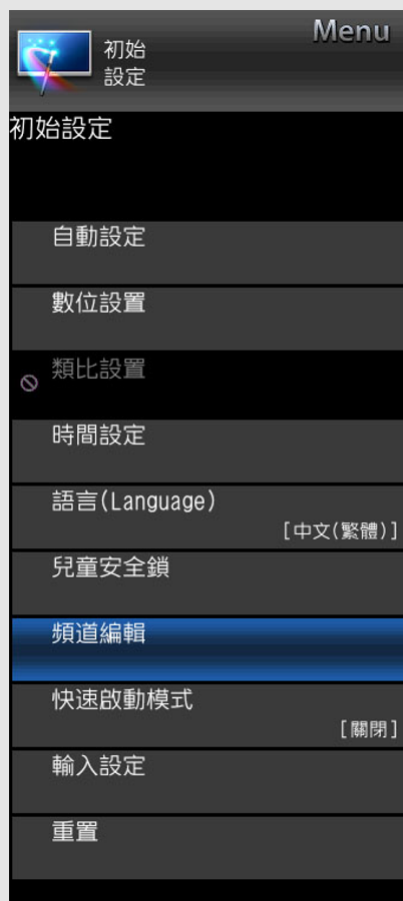 Menu
初始
設定
初始設定
自動設定
數位設置
類比設置
時間設定
語言(Language)
[中文(繁體)]
兒童安全鎖
頻道編輯
快速啟動模式
[關閉]
輸入設定
重置